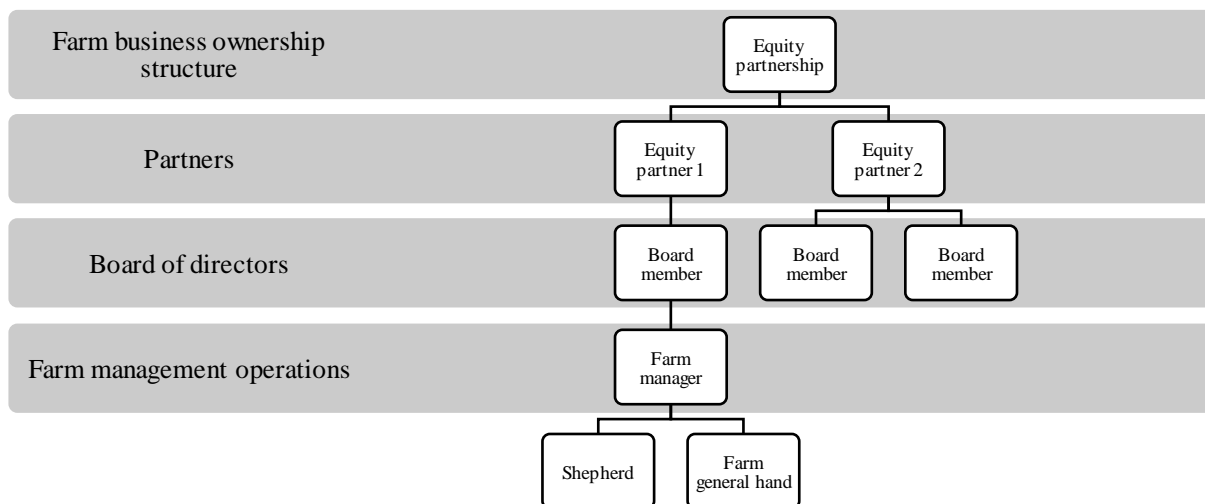 Farm business ownership
structure
Equity
partnership
Partners
Equity
partner 1
Equity
partner 2
Board of directors
Board
member
Board
member
Board
member
Farm management operations
Farm
manager
Shepherd
Farm
general hand